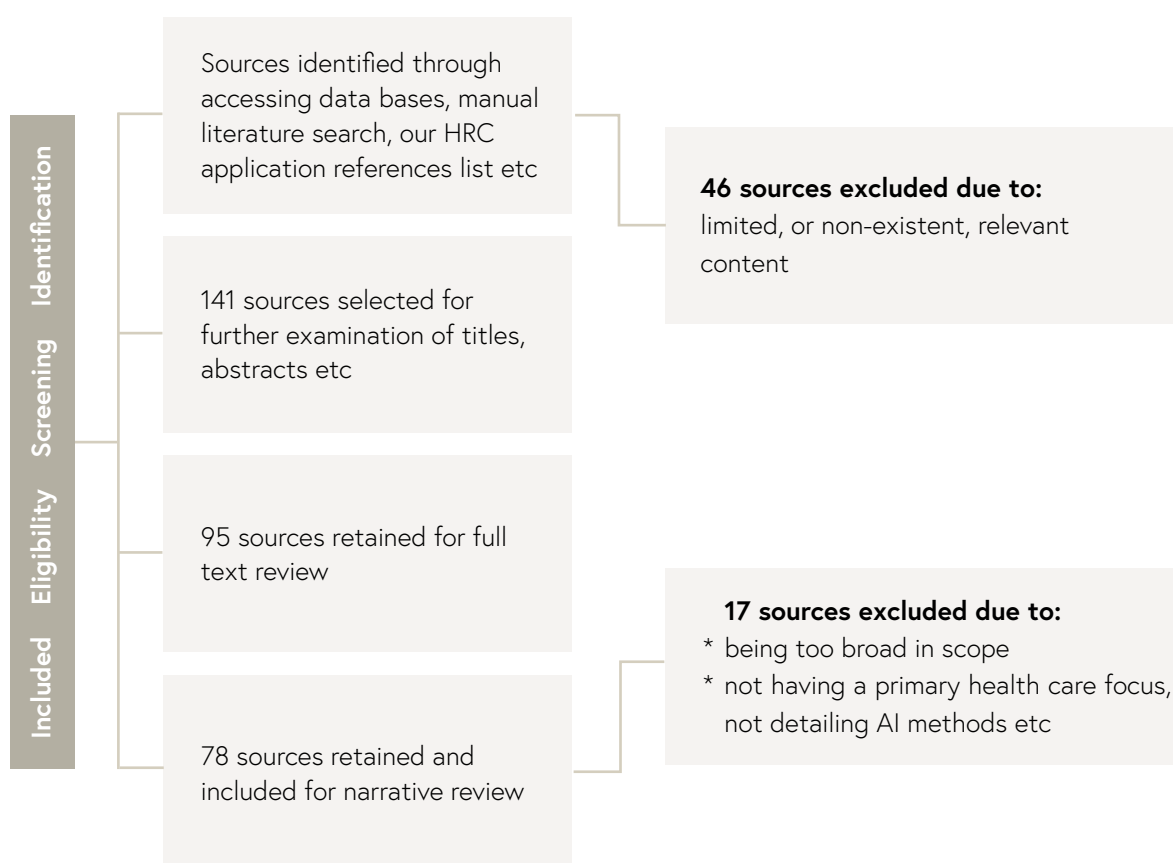 Identification
Screening
Eligibility
Included
Sources identified through
accessing data bases, manual
literature search, our HRC
application references list etc
46 sources excluded due to:
limited, or non-existent, relevant
content
141 sources selected for
further examination of titles,
abstracts etc
95 sources retained for full
text review
17 sources excluded due to:
* being too broad in scope
* not having a primary health care focus,
not detailing AI methods etc
78 sources retained and
included for narrative review